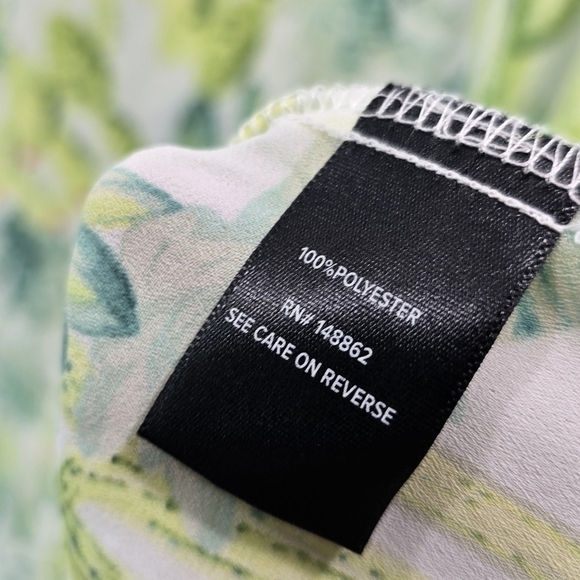 100%POLYESTER
RN# 148862
SEE CARE ON REVERSE